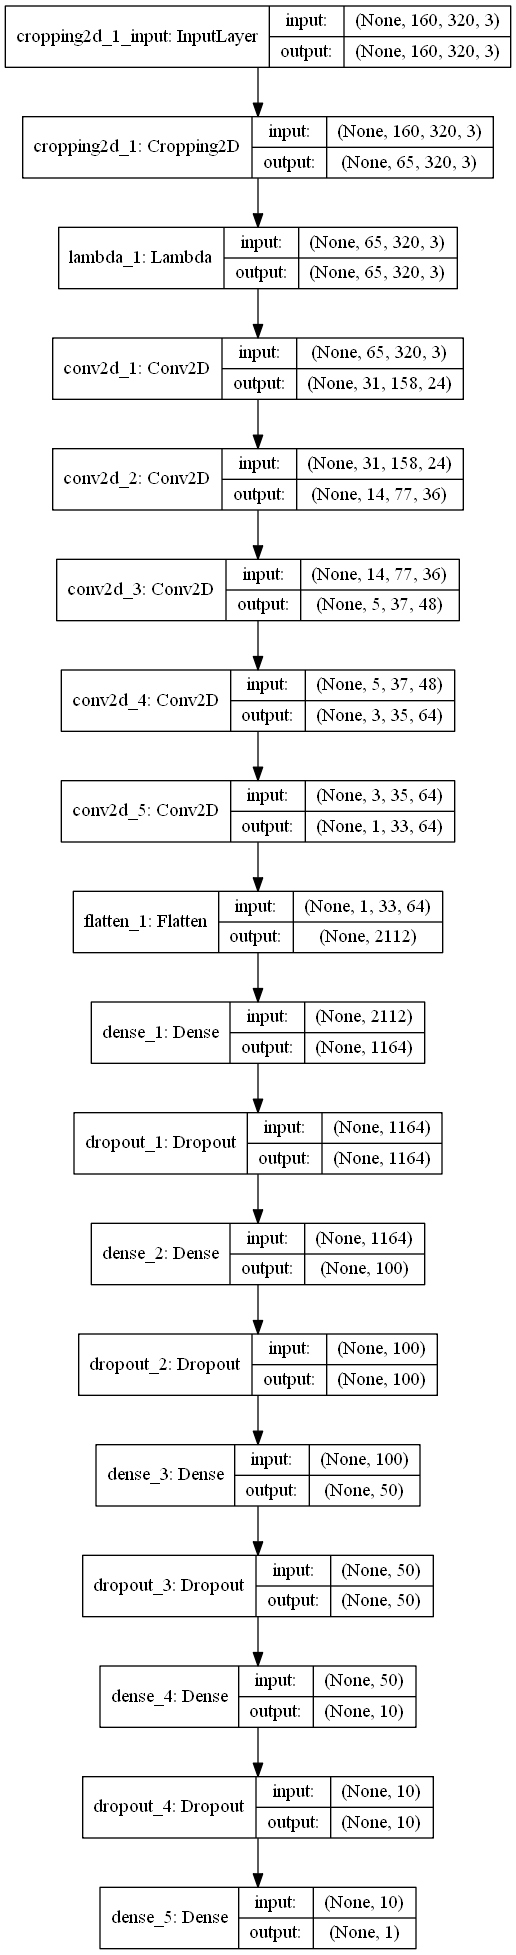 cropping2d_1_input: InputLayer
input: (None, 160, 320, 3)
output: (None, 160, 320, 3)
cropping2d_1: Cropping2D
input: (None, 160, 320, 3)
output: (None, 65, 320, 3)
lambda_1: Lambda
input: (None, 65, 320, 3)
output: (None, 65, 320, 3)
conv2d_1: Conv2D
input: (None, 65, 320, 3)
output: (None, 31, 158, 24)
conv2d_2: Conv2D
input: (None, 31, 158, 24)
output: (None, 14, 77, 36)
conv2d_3: Conv2D
input: (None, 14, 77, 36)
output: (None, 5, 37, 48)
conv2d_4: Conv2D
input: (None, 5, 37, 48)
output: (None, 3, 35, 64)
conv2d_5: Conv2D
input: (None, 3, 35, 64)
output: (None, 1, 33, 64)
flatten_1: Flatten
input: (None, 1, 33, 64)
output: (None, 2112)
dense_1: Dense
input: (None, 2112)
output: (None, 1164)
dropout_1: Dropout
input: (None, 1164)
output: (None, 1164)
dense_2: Dense
input: (None, 1164)
output: (None, 100)
dropout_2: Dropout
input: (None, 100)
output: (None, 100)
dense_3: Dense
input: (None, 100)
output: (None, 50)
dropout_3: Dropout
input: (None, 50)
output: (None, 50)
dense_4: Dense
input: (None, 50)
output: (None, 10)
dropout_4: Dropout
input: (None, 10)
output: (None, 10)
dense_5: Dense
input: (None, 10)
output: (None, 1)